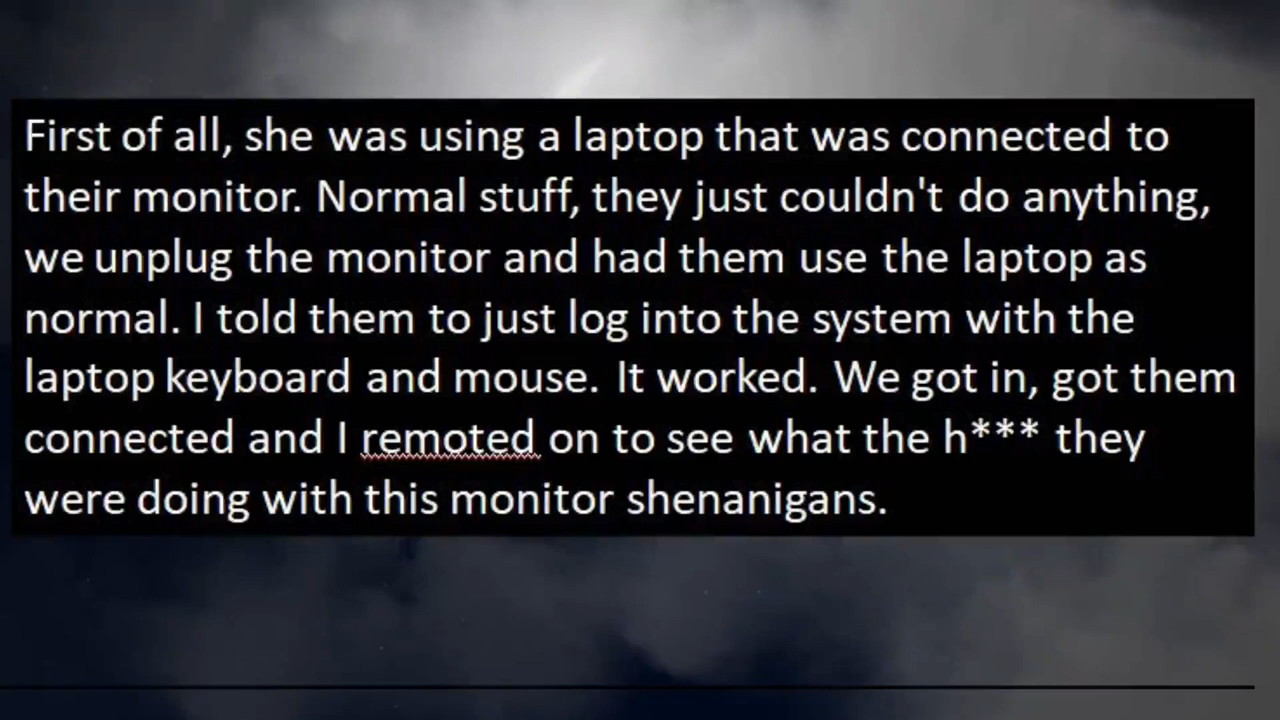 First of all, she was using a laptop that was connected to
their monitor. Normal stuff, they just couldn't do anything,
we unplug the monitor and had them use the laptop as
normal. I told them to just log into the system with the
laptop keyboard and mouse. It worked. We got in, got them
connected and I remoted on to see what the h*** they
were doing with this monitor shenanigans.